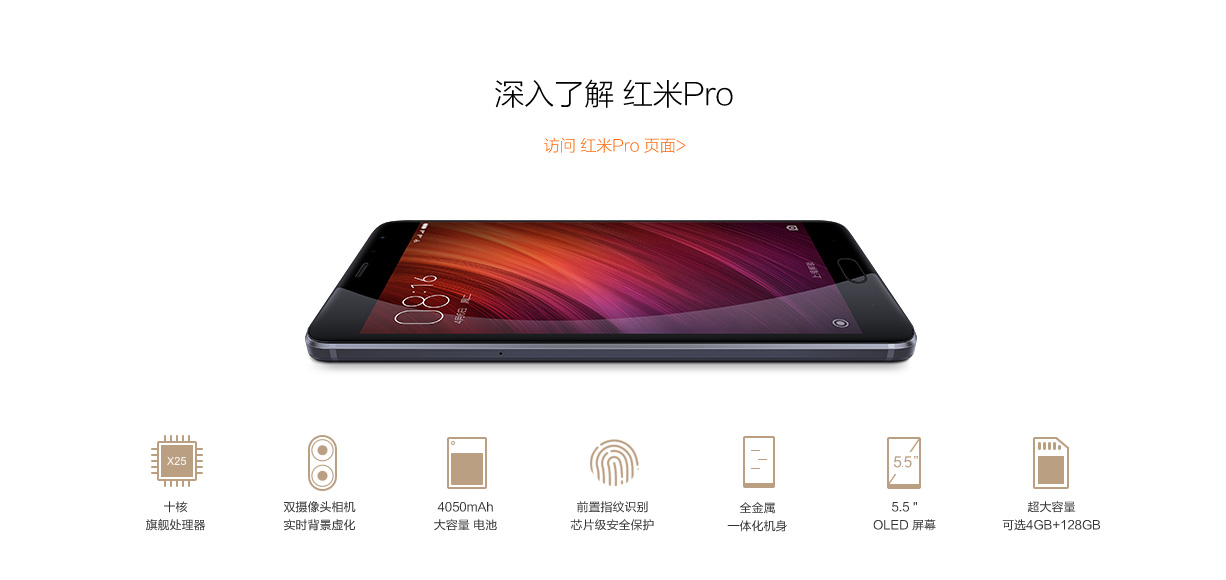 深入了解 红米Pro
访问 红米Pro 页面>
08:16
X25
十核
旗舰处理器
双摄像头相机
实时背景虚化
4050mAh
大容量 电池
前置指纹识别
芯片级安全保护
全金属
一体化机身
5.5"
5.5 "
OLED 屏幕
超大容量
可选4GB+128GB